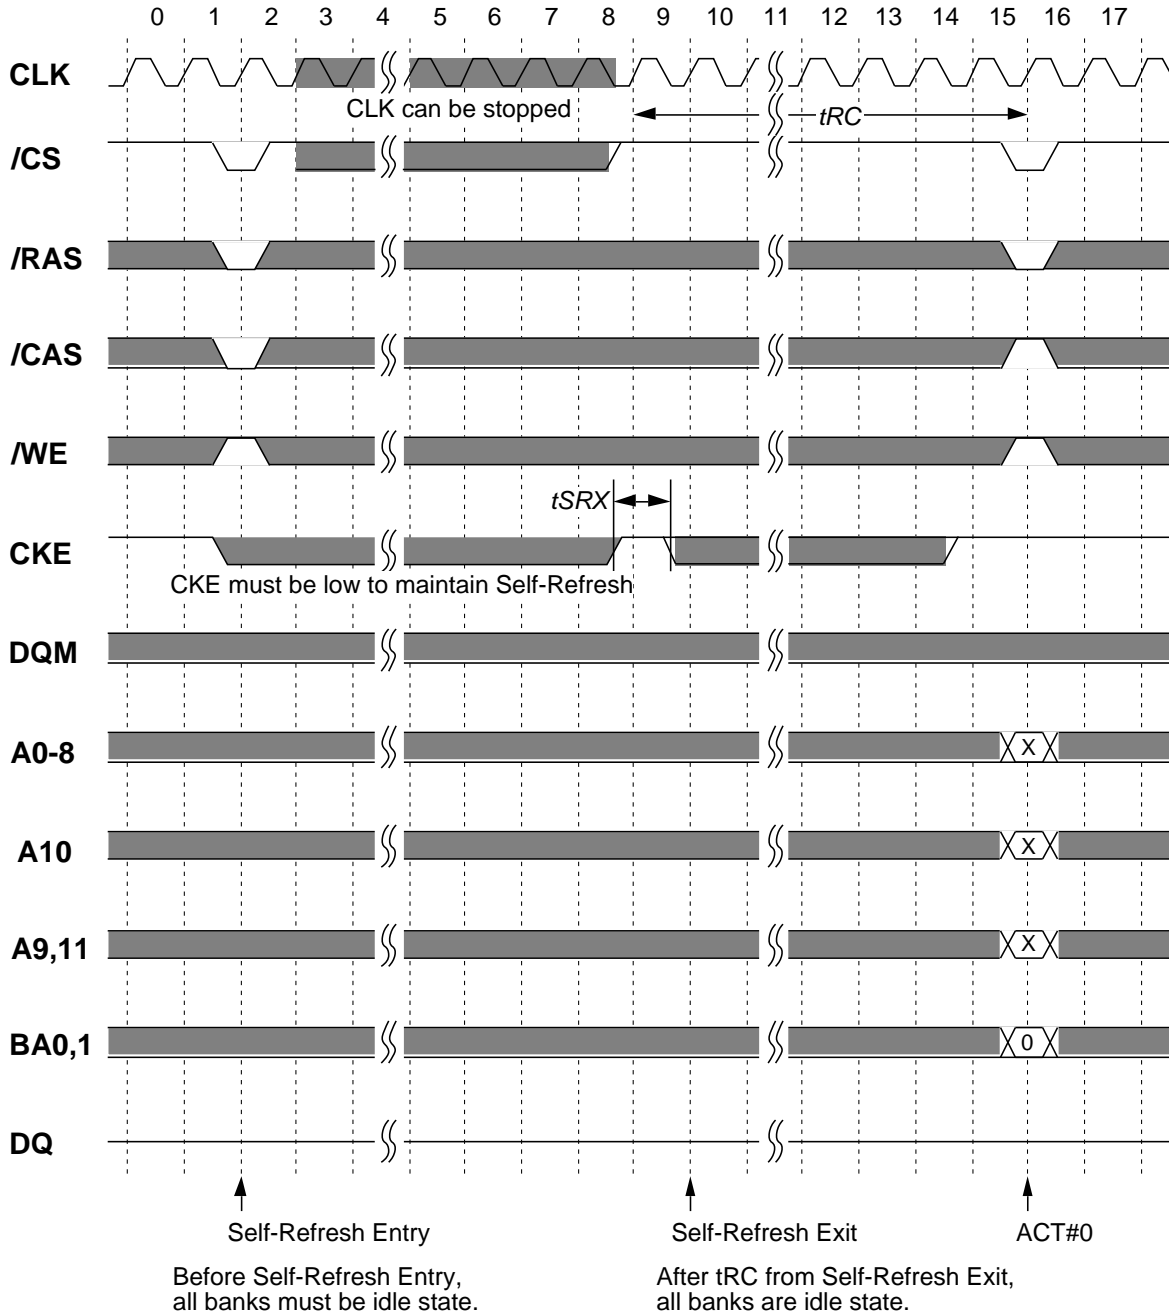 0 1 2 3 4 5 6 7 8 9 10 11 12 13 14 15 16 17
CLK
CLK can be stopped
tRC
/CS
/RAS
/CAS
/WE
tSRX
CKE
CKE must be low to maintain Self-Refresh
DQM
A0-8 X
A10 X
A9,11 X
BA0,1 0
DQ
Self-Refresh Entry Self-Refresh Exit ACT#0
Before Self-Refresh Entry,
all banks must be idle state.
After tRC from Self-Refresh Exit,
all banks are idle state.